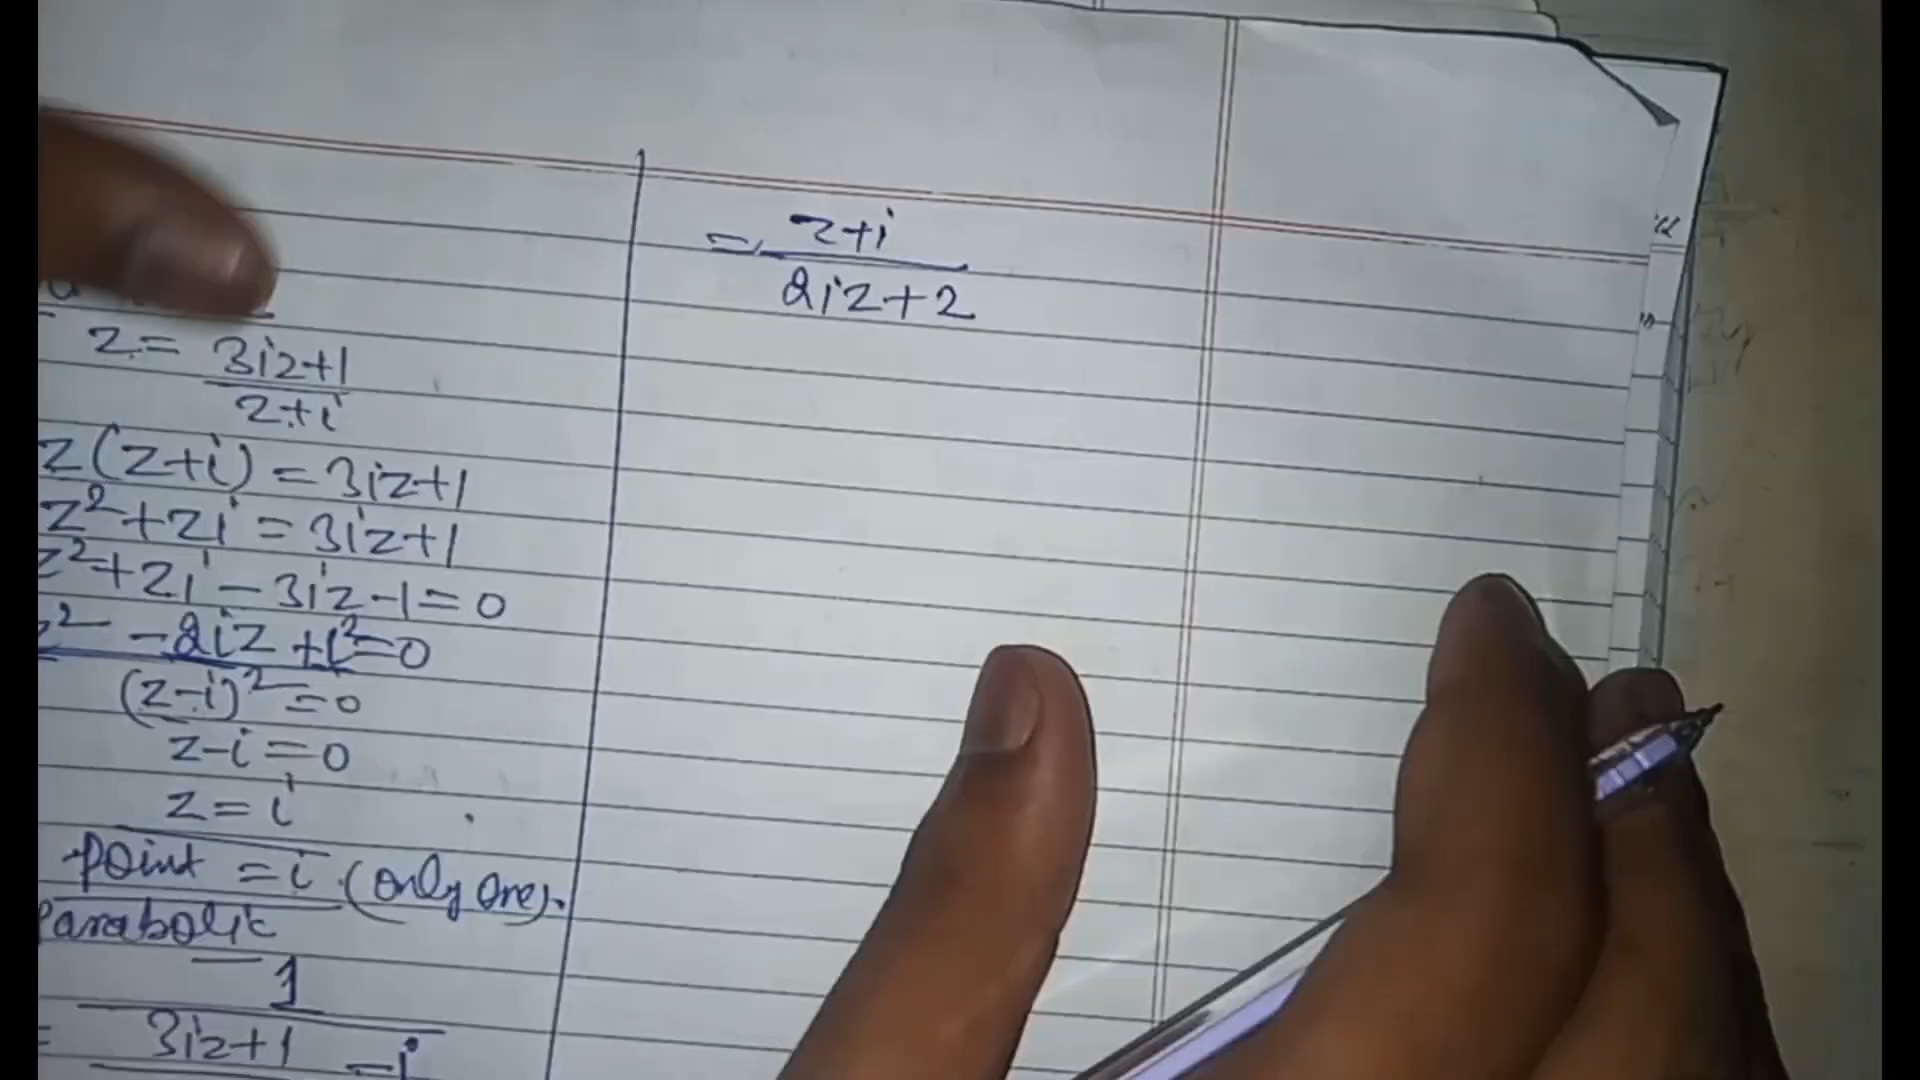 z = 3iz+1
z+i
z(z+i) = 3iz+1
z²+zi = 3iz+1
z²+zi-3iz-1=0
z²-2iz+i²=0
(z-i)²=0
z-i=0
z=i
point = i (only one).
Parabolic
1
= 3iz+1 -i
= z+i
2iz+2